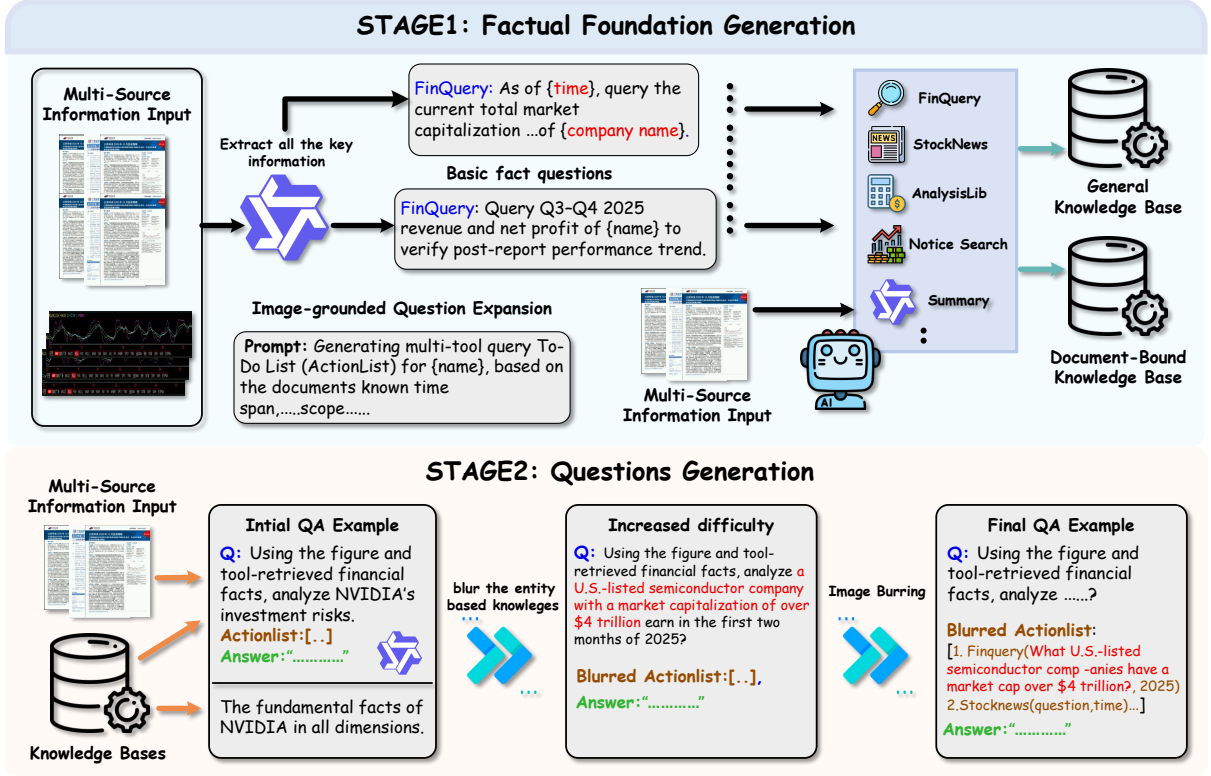 STAGE1: Factual Foundation Generation
Multi-Source
Information Input
Extract all the key
information
FinQuery: As of {time}, query the
current total market
capitalization ...of {company name}.
Basic fact questions
FinQuery: Query Q3–Q4 2025
revenue and net profit of {name} to
verify post-report performance trend.
Image-grounded Question Expansion
Prompt: Generating multi-tool query To-
Do List (ActionList) for {name}, based on
the documents known time
span,.....scope......
Multi-Source
Information Input
FinQuery
NEWS
StockNews
AnalysisLib
Notice Search
Summary
AI
General
Knowledge Base
Document-Bound
Knowledge Base
STAGE2: Questions Generation
Multi-Source
Information Input
Knowledge Bases
Intial QA Example
Q: Using the figure and
tool-retrieved financial
facts, analyze NVIDIA's
investment risks.
Actionlist:[..]
Answer:“…………”
The fundamental facts of
NVIDIA in all dimensions.
blur the entity
based knowleges
Increased difficulty
Q: Using the figure and tool-
retrieved financial facts, analyze a
U.S.-listed semiconductor company
with a market capitalization of over
$4 trillion earn in the first two
months of 2025?
Blurred Actionlist:[..],
Answer:“…………”
Image Burring
Final QA Example
Q: Using the figure and
tool-retrieved financial
facts, analyze ......?
Blurred Actionlist:
[1. Finquery(What U.S.-listed
semiconductor comp -anies have a
market cap over $4 trillion?, 2025)
2.Stocknews(question,time)...]
Answer:“…………”